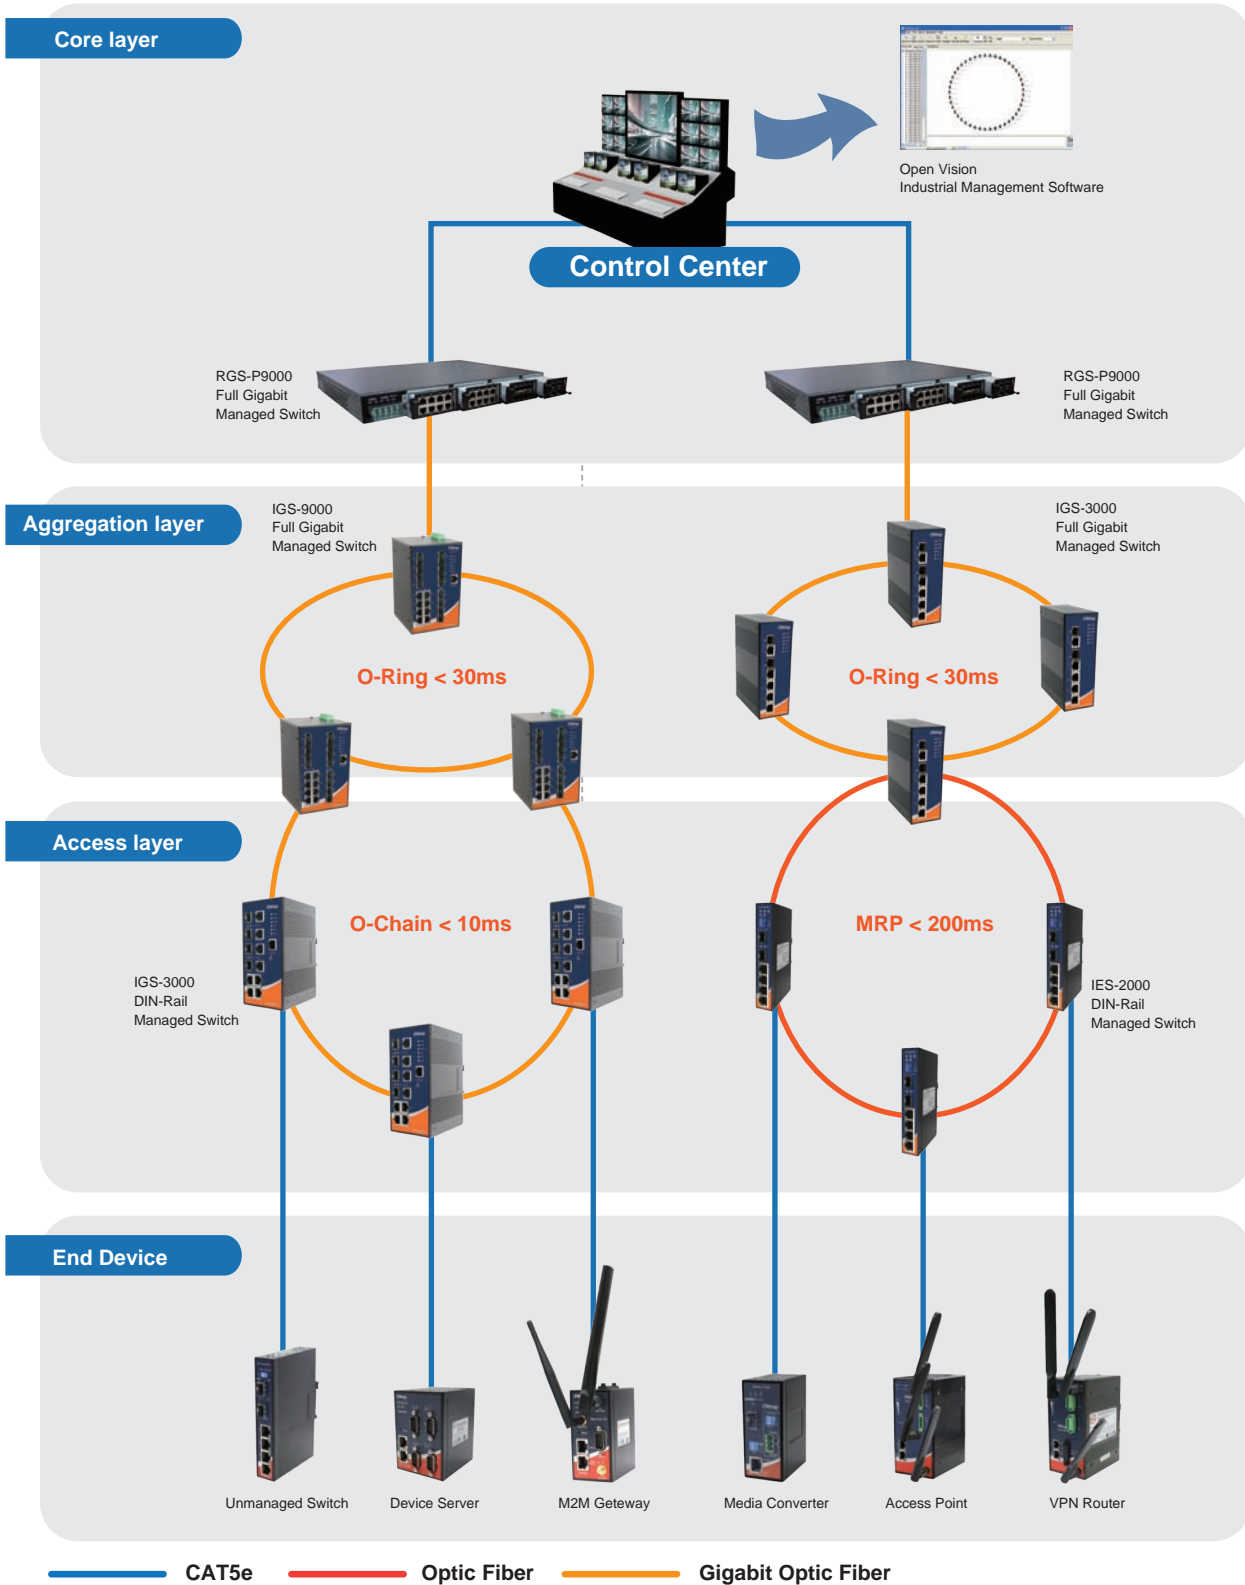 Core layer
Open Vision
Industrial Management Software
Control Center
RGS-P9000
Full Gigabit
Managed Switch
RGS-P9000
Full Gigabit
Managed Switch
Aggregation layer
IGS-9000
Full Gigabit
Managed Switch
IGS-3000
Full Gigabit
Managed Switch
O-Ring < 30ms
O-Ring < 30ms
Access layer
O-Chain < 10ms
MRP < 200ms
IGS-3000
DIN-Rail
Managed Switch
IES-2000
DIN-Rail
Managed Switch
End Device
Unmanaged Switch
Device Server
M2M Geteway
Media Converter
Access Point
VPN Router
CAT5e
Optic Fiber
Gigabit Optic Fiber